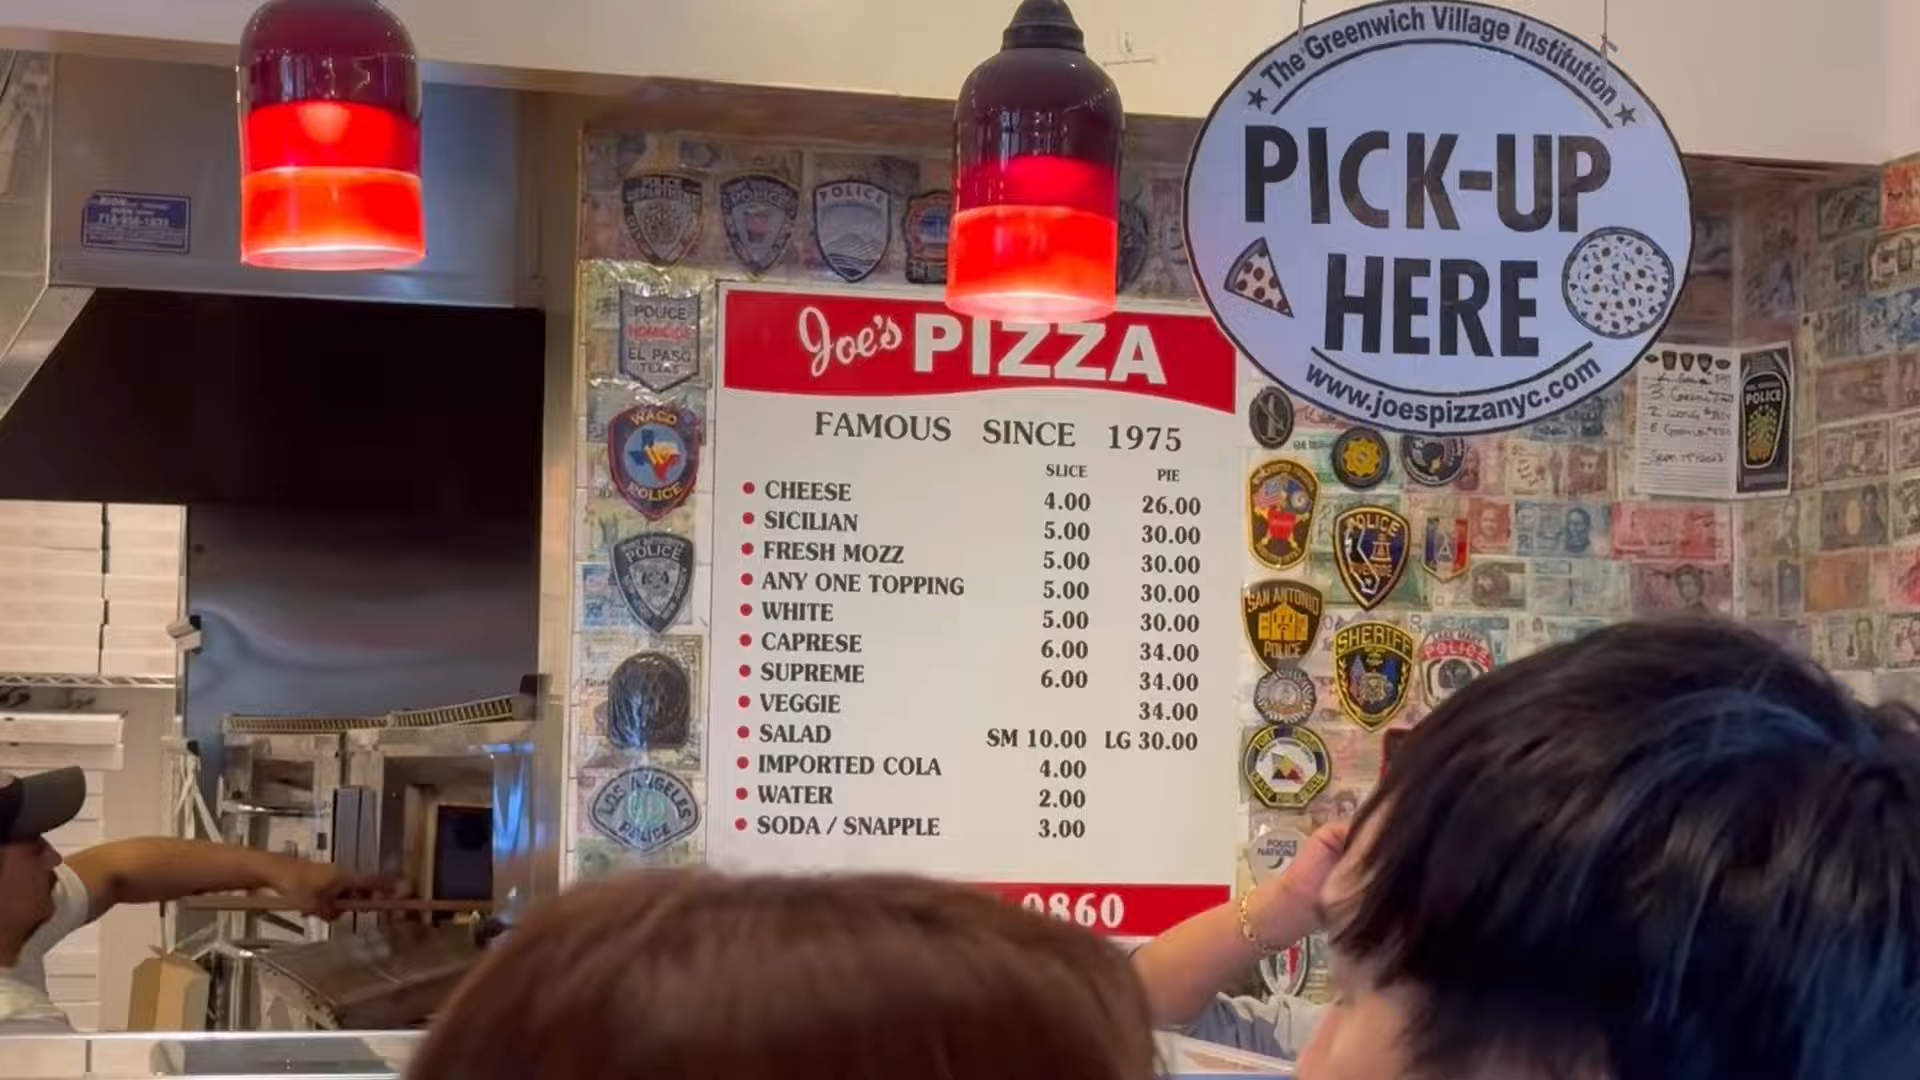 The Greenwich Village Institution
PICK-UP
HERE
www.joespizzanyc.com
Joe's PIZZA
FAMOUS SINCE 1975
SLICE PIE
CHEESE 4.00 26.00
SICILIAN 5.00 30.00
FRESH MOZZ 5.00 30.00
ANY ONE TOPPING 5.00 30.00
WHITE 5.00 30.00
CAPRESE 6.00 34.00
SUPREME 6.00 34.00
VEGGIE 34.00
SALAD SM 10.00 LG 30.00
IMPORTED COLA 4.00
WATER 2.00
SODA / SNAPPLE 3.00
0860
POLICE
POLICE
POLICE
HOMICIDE
EL PASO
TEXAS
WACO
POLICE
POLICE
LOS ANGELES
POLICE
POLICE
SAN ANTONIO
POLICE
SHERIFF
POLICE
POLICE